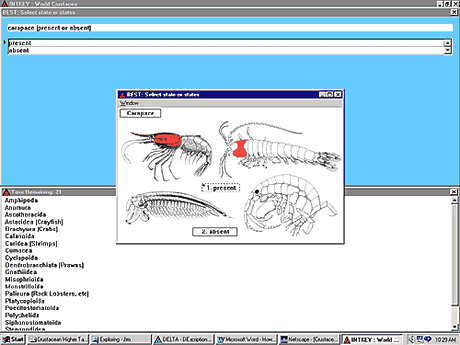 INTKEY : World Crustacea
BEST: Select state or states
carapace (present or absent)
present
absent
BEST: Select state or states
Window
Carapace
1. present
2. absent
Taxa Remaining: 21
Amphipoda
Anomura
Ascothoracida
Astacidea (Crayfish)
Brachyura (Crabs)
Calanoida
Caridea (Shrimps)
Cumacea
Cyclopoida
Dendrobranchiata (Prawns)
Gnathiidea
Misophrioida
Monstrilloida
Palinura (Rock Lobsters, etc)
Platycopioida
Poecilostomatoida
Polychelida
Siphonostomatoida
Stenopodidea
Start
Crustacean Higher Ta...
Exploring - Jim
DELTA - DEscription ...
Microsoft Word - How...
Netscape - [Crustace...
INTKEY : World ...
10:29 AM